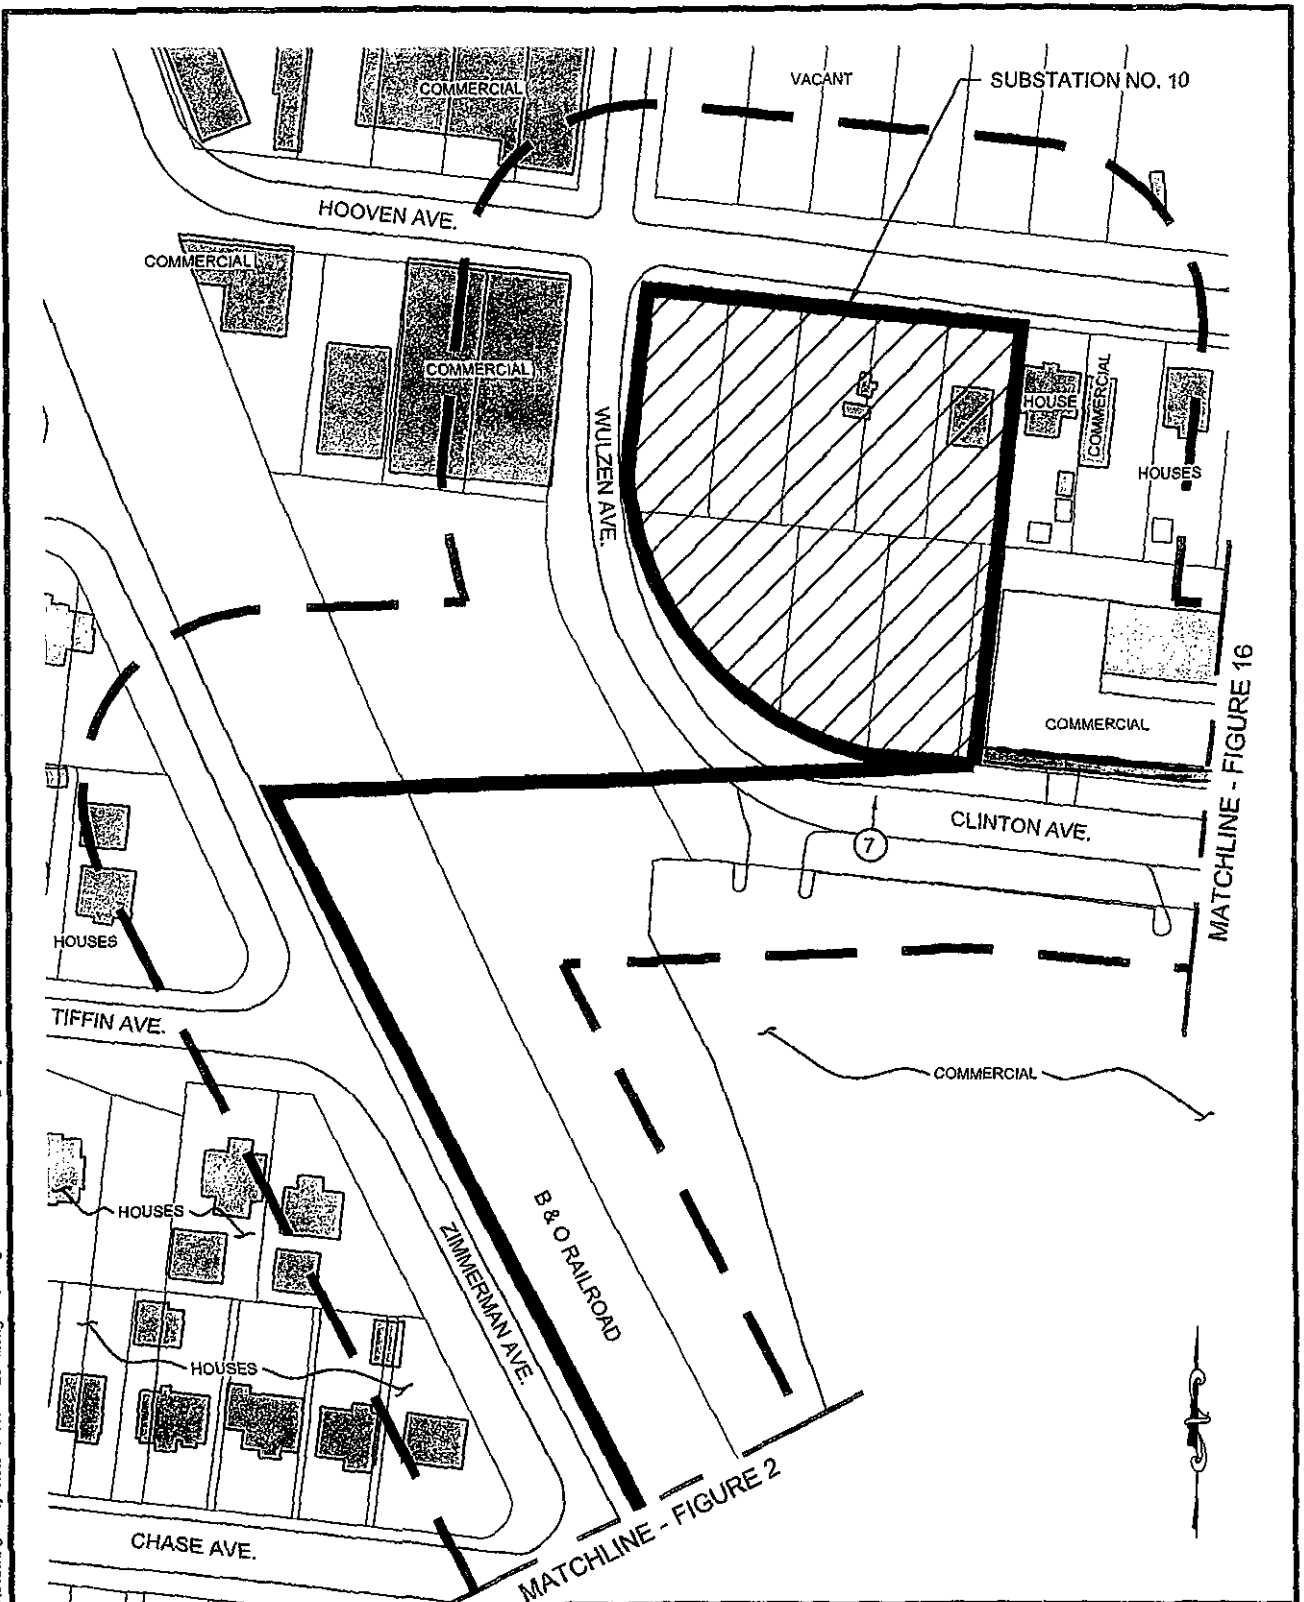 VACANT
SUBSTATION NO. 10
COMMERCIAL
HOOVEN AVE.
COMMERCIAL
COMMERCIAL
WULZEN AVE.
HOUSE
COMMERCIAL
HOUSES
COMMERCIAL
MATCHLINE - FIGURE 16
CLINTON AVE.
7
HOUSES
TIFFIN AVE.
COMMERCIAL
HOUSES
B & O RAILROAD
ZIMMERMAN AVE.
HOUSES
MATCHLINE - FIGURE 2
CHASE AVE.